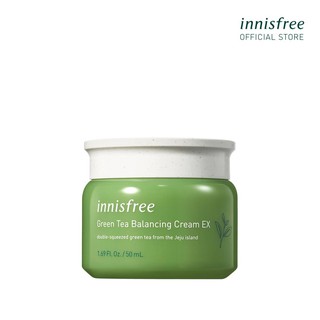 innisfree
OFFICIAL STORE
innisfree
Green Tea Balancing Cream EX
double-squeezed green tea from the Jeju island
1.69 Fl. Oz. / 50 mL.